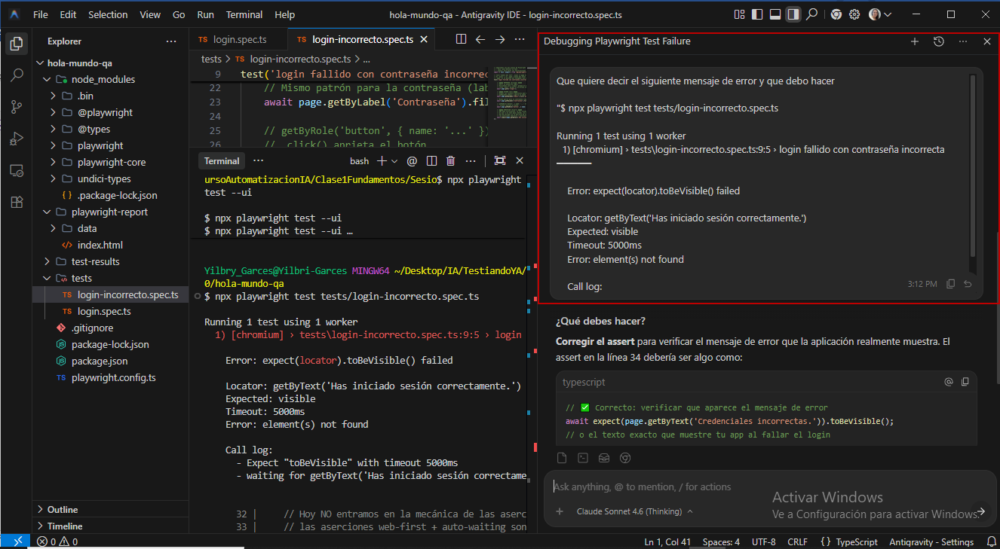 File Edit Selection View Go Run Terminal Help
hola-mundo-qa - Antigravity IDE - login-incorrecto.spec.ts
Explorer
hola-mundo-qa
node_modules
.bin
@playwright
@types
playwright
playwright-core
undici-types
{ } .package-lock.json
playwright-report
data
index.html
test-results
tests
TS login-incorrecto.spec.ts
TS login.spec.ts
.gitignore
package-lock.json
package.json
TS playwright.config.ts
Outline
Timeline
TS login.spec.ts
TS login-incorrecto.spec.ts
tests > TS login-incorrecto.spec.ts > ...
9 test('login fallido con contraseña incorrec
22 // Mismo patrón para la contraseña (lab
23 await page.getByLabel('Contraseña').fil
24
25 // getByRole('button', { name: '...' })
26 // .click() aprieta el botón
Terminal
bash
ursoAutomatizacionIA/Clase1Fundamentos/Sesio$ npx playwright
test --ui
$ npx playwright test --ui
$ npx playwright test --ui …
Yilbry_Garces@Yilbri-Garces MINGW64 ~/Desktop/IA/TestiandoYA/
0/hola-mundo-qa
$ npx playwright test tests/login-incorrecto.spec.ts
Running 1 test using 1 worker
1) [chromium] › tests\login-incorrecto.spec.ts:9:5 › login
Error: expect(locator).toBeVisible() failed
Locator: getByText('Has iniciado sesión correctamente.')
Expected: visible
Timeout: 5000ms
Error: element(s) not found
Call log:
- Expect "toBeVisible" with timeout 5000ms
- waiting for getByText('Has iniciado sesión correctame
32 | // Hoy NO entramos en la mecánica de las aserc
33 | // las aserciones web-first + auto-waiting son
Debugging Playwright Test Failure
Que quiere decir el siguiente mensaje de error y que debo hacer
"$ npx playwright test tests/login-incorrecto.spec.ts
Running 1 test using 1 worker
1) [chromium] › tests\login-incorrecto.spec.ts:9:5 › login fallido con contraseña incorrecta
Error: expect(locator).toBeVisible() failed
Locator: getByText('Has iniciado sesión correctamente.')
Expected: visible
Timeout: 5000ms
Error: element(s) not found
Call log:
3:12 PM
¿Qué debes hacer?
Corregir el assert para verificar el mensaje de error que la aplicación realmente muestra. El
assert en la línea 34 debería ser algo como:
typescript
// ✅ Correcto: verificar que aparece el mensaje de error
await expect(page.getByText('Credenciales incorrectas.')).toBeVisible();
// o el texto exacto que muestre tu app al fallar el login
Ask anything, @ to mention, / for actions
Claude Sonnet 4.6 (Thinking)
Activar Windows
Ve a Configuración para activar Windows.
0 0
Ln 1, Col 41 Spaces: 4 UTF-8 CRLF { } TypeScript Antigravity - Settings